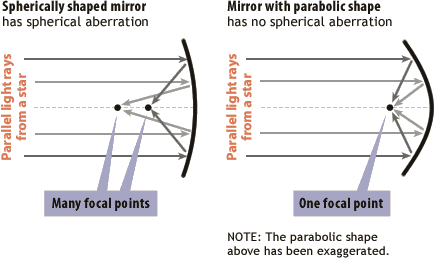 Spherically shaped mirror
has spherical aberration
Parallel light rays
from a star
Many focal points
Mirror with parabolic shape
has no spherical aberration
Parallel light rays
from a star
One focal point
NOTE: The parabolic shape
above has been exaggerated.